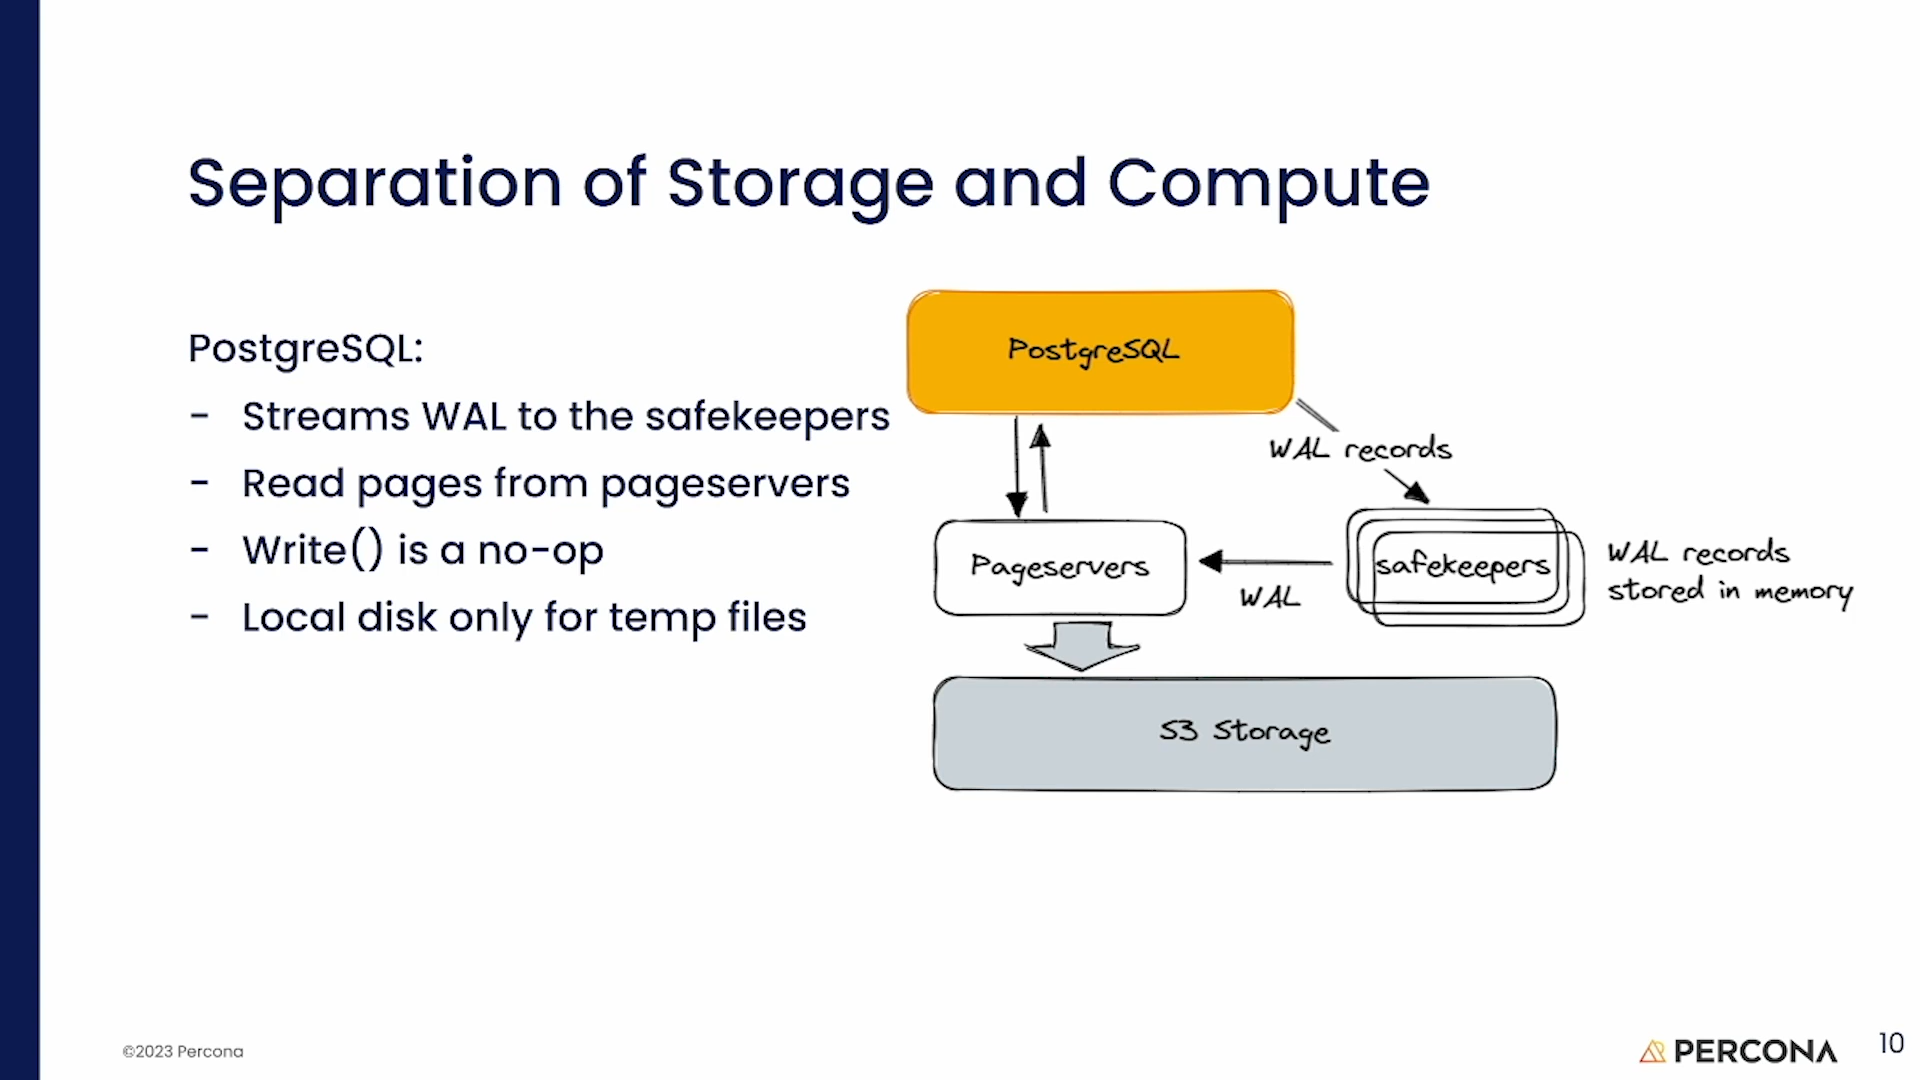 Separation of Storage and Compute
PostgreSQL:
- Streams WAL to the safekeepers
- Read pages from pageservers
- Write() is a no-op
- Local disk only for temp files
PostgreSQL
WAL records
Pageservers
WAL
safekeepers
WAL records
stored in memory
S3 Storage
©2023 Percona
PERCONA
10